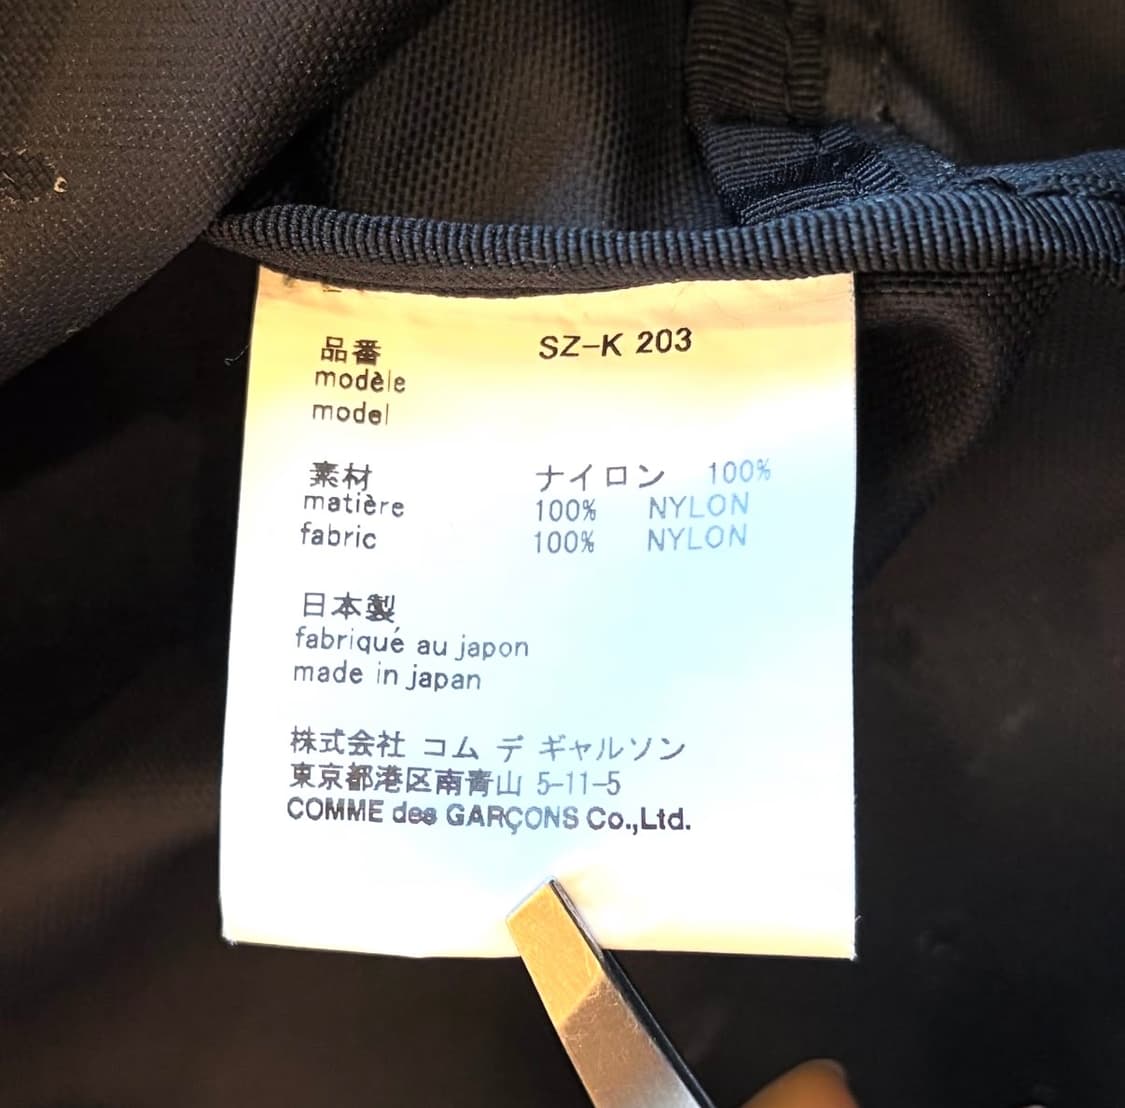 品番 SZ-K 203
modèle
model
素材 ナイロン 100%
matière 100% NYLON
fabric 100% NYLON
日本製
fabriqué au japon
made in japan
株式会社 コム デ ギャルソン
東京都港区南青山 5-11-5
COMME des GARÇONS Co.,Ltd.